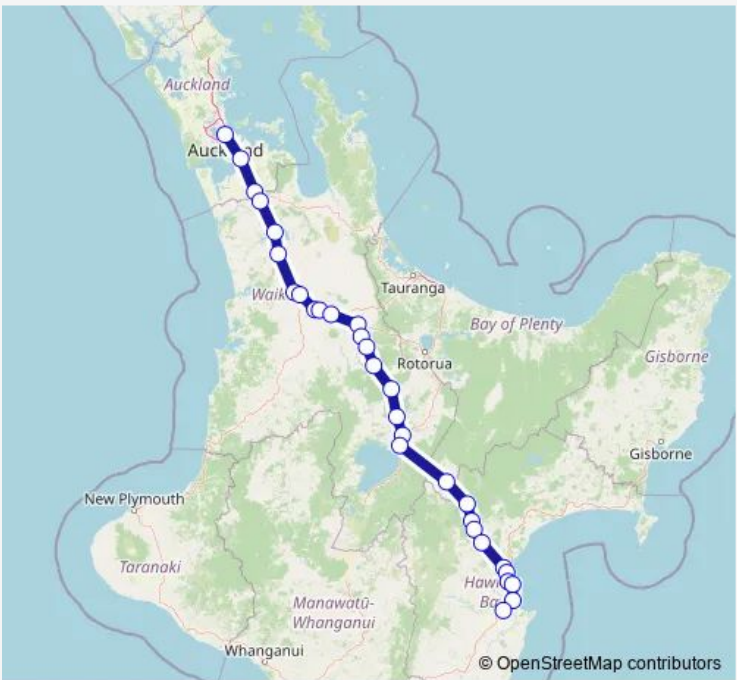 Auckland
Auckland
Tauranga
Waik
Bay of Plenty
Gisborne
Rotorua
Gisborne
New Plymouth
Taranaki
Hawk
Ba
Manawatū-
Whanganui
Whanganui
© OpenStreetMap contributors